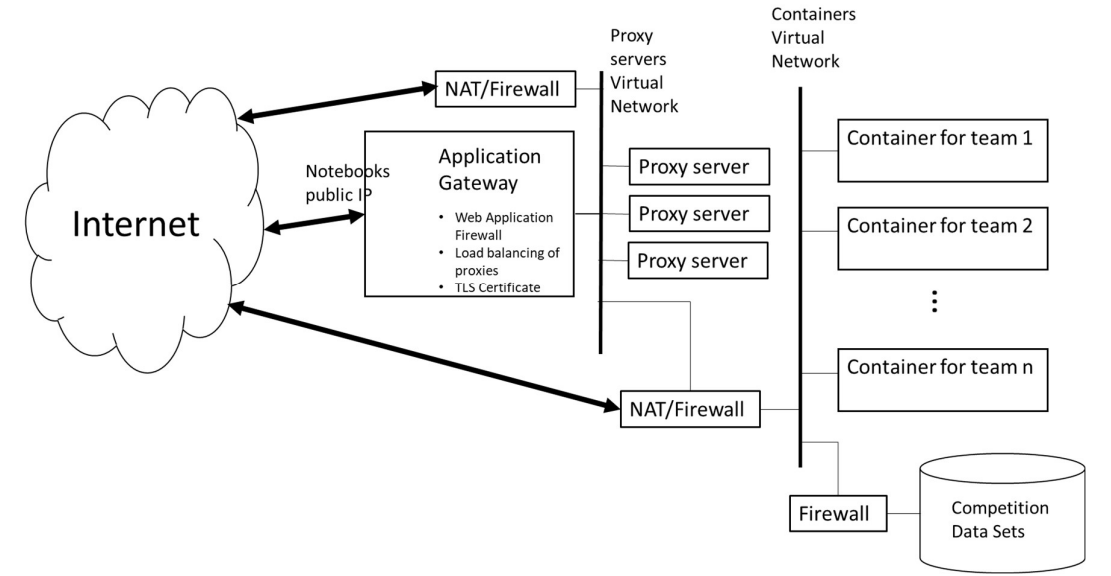 Containers
Virtual
Network
Proxy
servers
Virtual
Network
NAT/Firewall
Internet
Notebooks
public IP
Application
Gateway
• Web Application
Firewall
• Load balancing of
proxies
• TLS Certificate
Proxy server
Proxy server
Proxy server
Container for team 1
Container for team 2
⋮
Container for team n
NAT/Firewall
Firewall
Competition
Data Sets